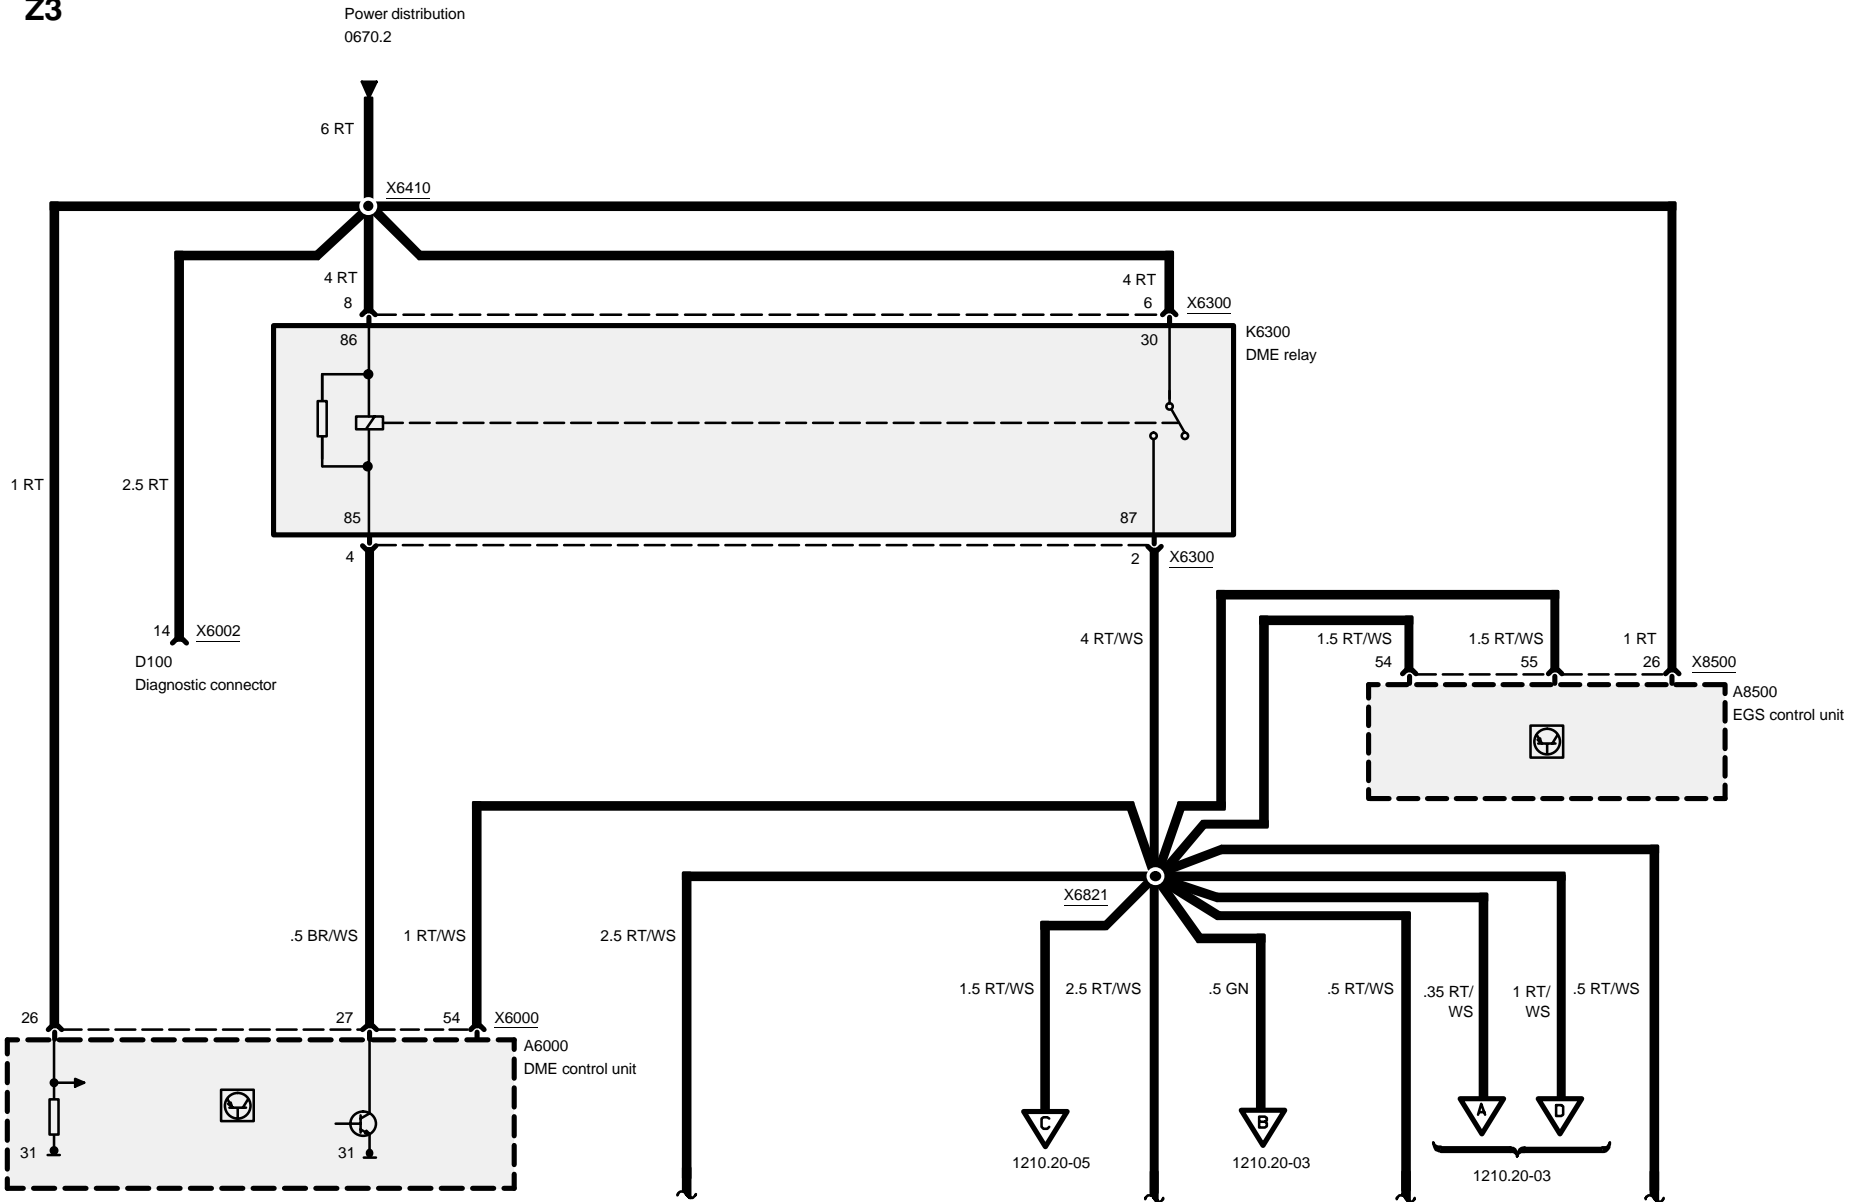 Z3
Power distribution
0670.2
6 RT
X6410
4 RT
4 RT
8
6
X6300
86
30
K6300
DME relay
1 RT
2.5 RT
85
87
4
2
X6300
14
X6002
D100
Diagnostic connector
4 RT/WS
1.5 RT/WS
1.5 RT/WS
1 RT
54
55
26
X8500
A8500
EGS control unit
X6821
.5 BR/WS
1 RT/WS
2.5 RT/WS
1.5 RT/WS
2.5 RT/WS
.5 GN
.5 RT/WS
.35 RT/
WS
1 RT/
WS
.5 RT/WS
26
27
54
X6000
A6000
DME control unit
31
31
C
B
A
D
1210.20-05
1210.20-03
1210.20-03